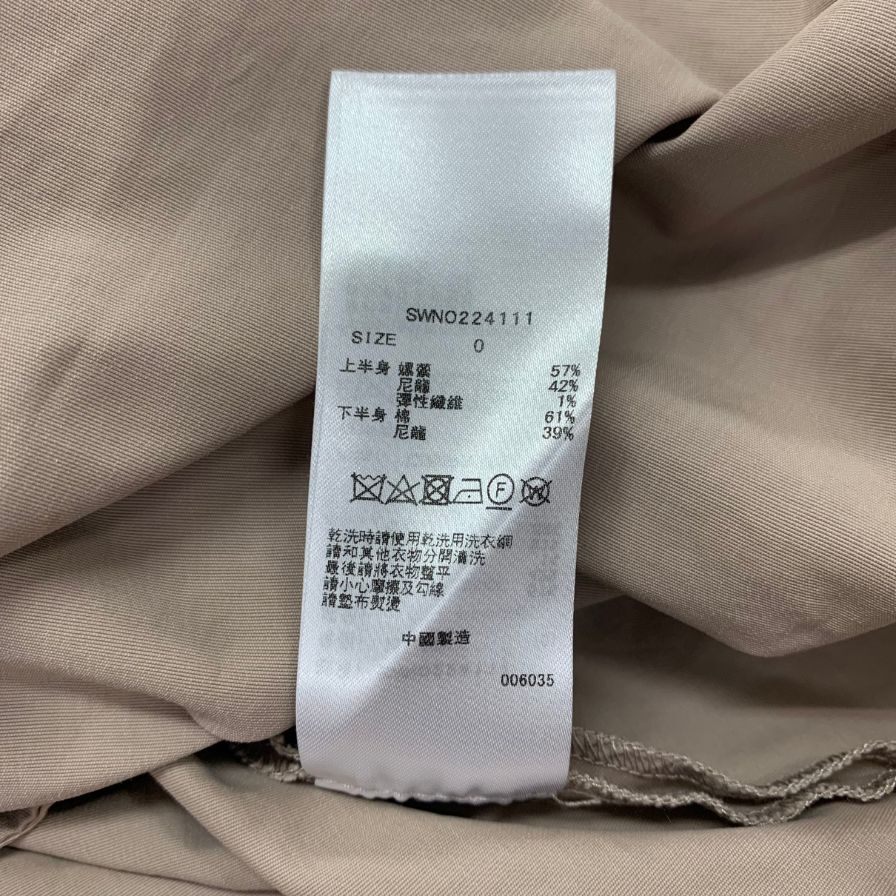 SWNO224111
SIZE 0
上半身 嫘縈 57%
尼龍 42%
彈性纖維 1%
下半身 棉 61%
尼龍 39%
F W
乾洗時請使用乾洗用洗衣網
請和其他衣物分開清洗
最後請將衣物整平
請小心摩擦及勾線
請墊布熨燙
中國製造
006035